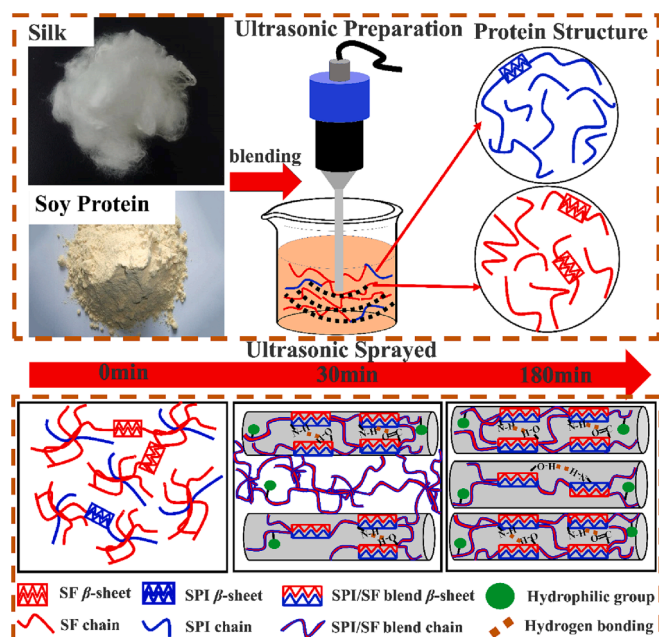 Silk
Ultrasonic Preparation
Protein Structure
blending
Soy Protein
Ultrasonic Sprayed
0min
30min
180min
N-H
H-O
O=C
N-H
H-O
N-H
H-O
O=C
O-H
H-N
N-H
H-O
O=C
SF β-sheet
SPI β-sheet
SPI/SF blend β-sheet
Hydrophilic group
SF chain
SPI chain
SPI/SF blend chain
Hydrogen bonding